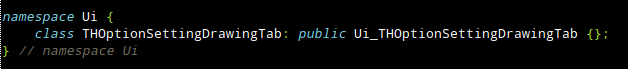 namespace Ui {
    class THOptionSettingDrawingTab: public Ui_THOptionSettingDrawingTab {};
} // namespace Ui